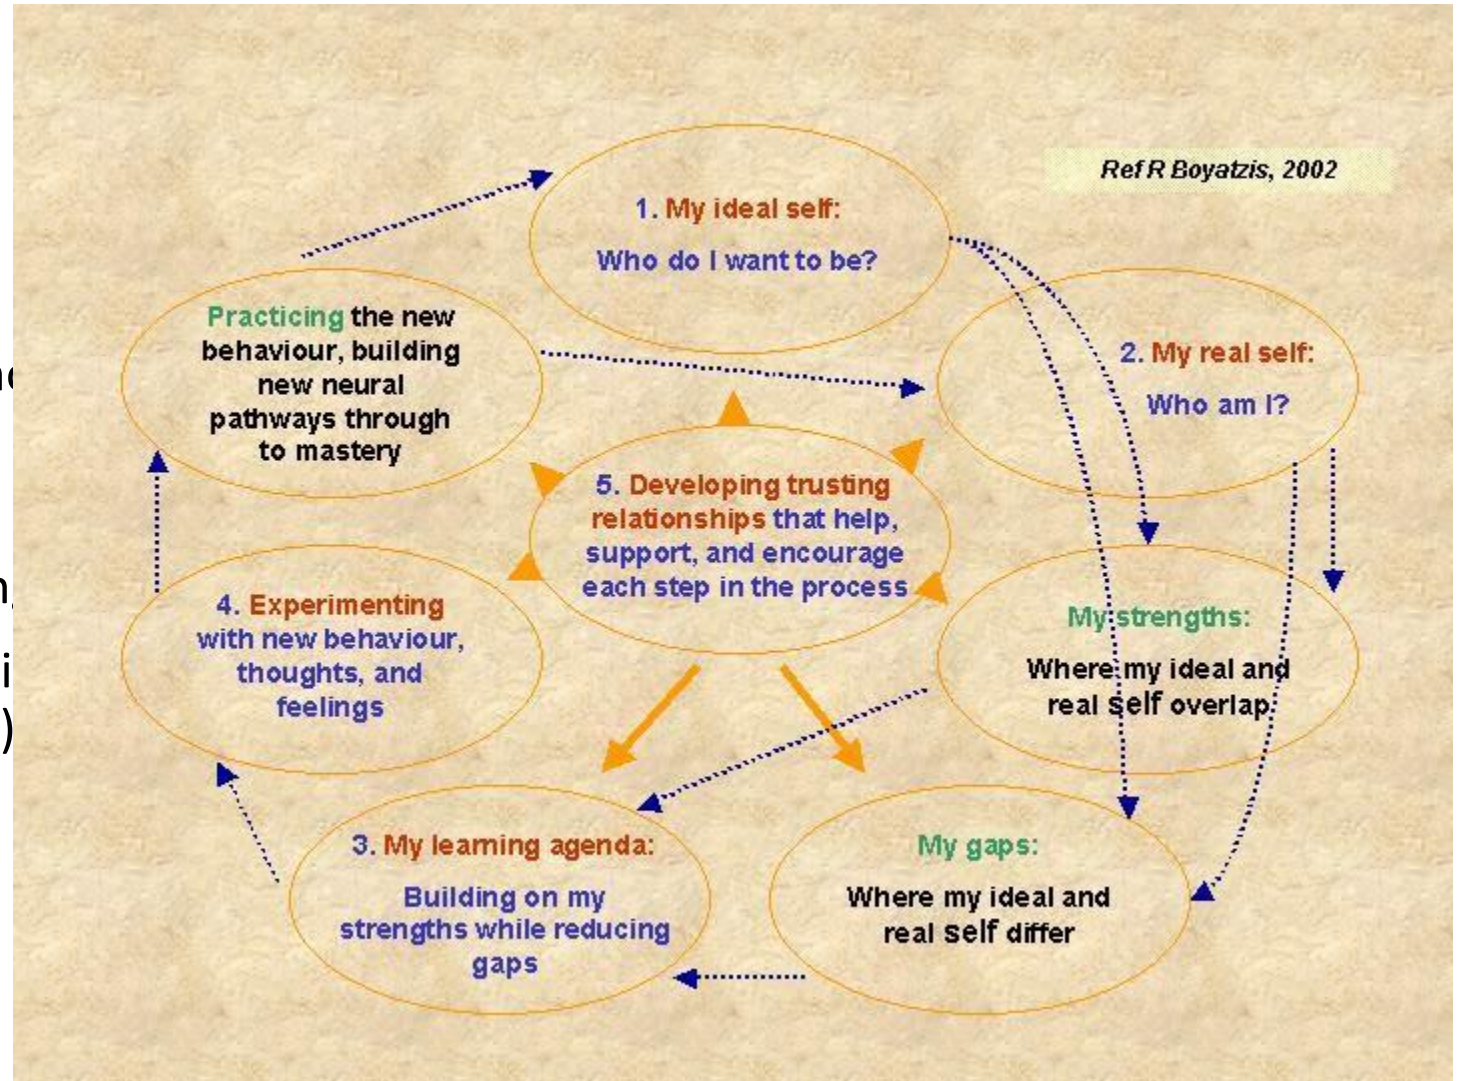 Ref R Boyatzis, 2002
1. My ideal self:
Who do I want to be?
2. My real self:
Who am I?
Practicing the new
behaviour, building
new neural
pathways through
to mastery
5. Developing trusting
relationships that help,
support, and encourage
each step in the process
4. Experimenting
with new behaviour,
thoughts, and
feelings
My strengths:
Where my ideal and
real self overlap
3. My learning agenda:
Building on my
strengths while reducing
gaps
My gaps:
Where my ideal and
real self differ